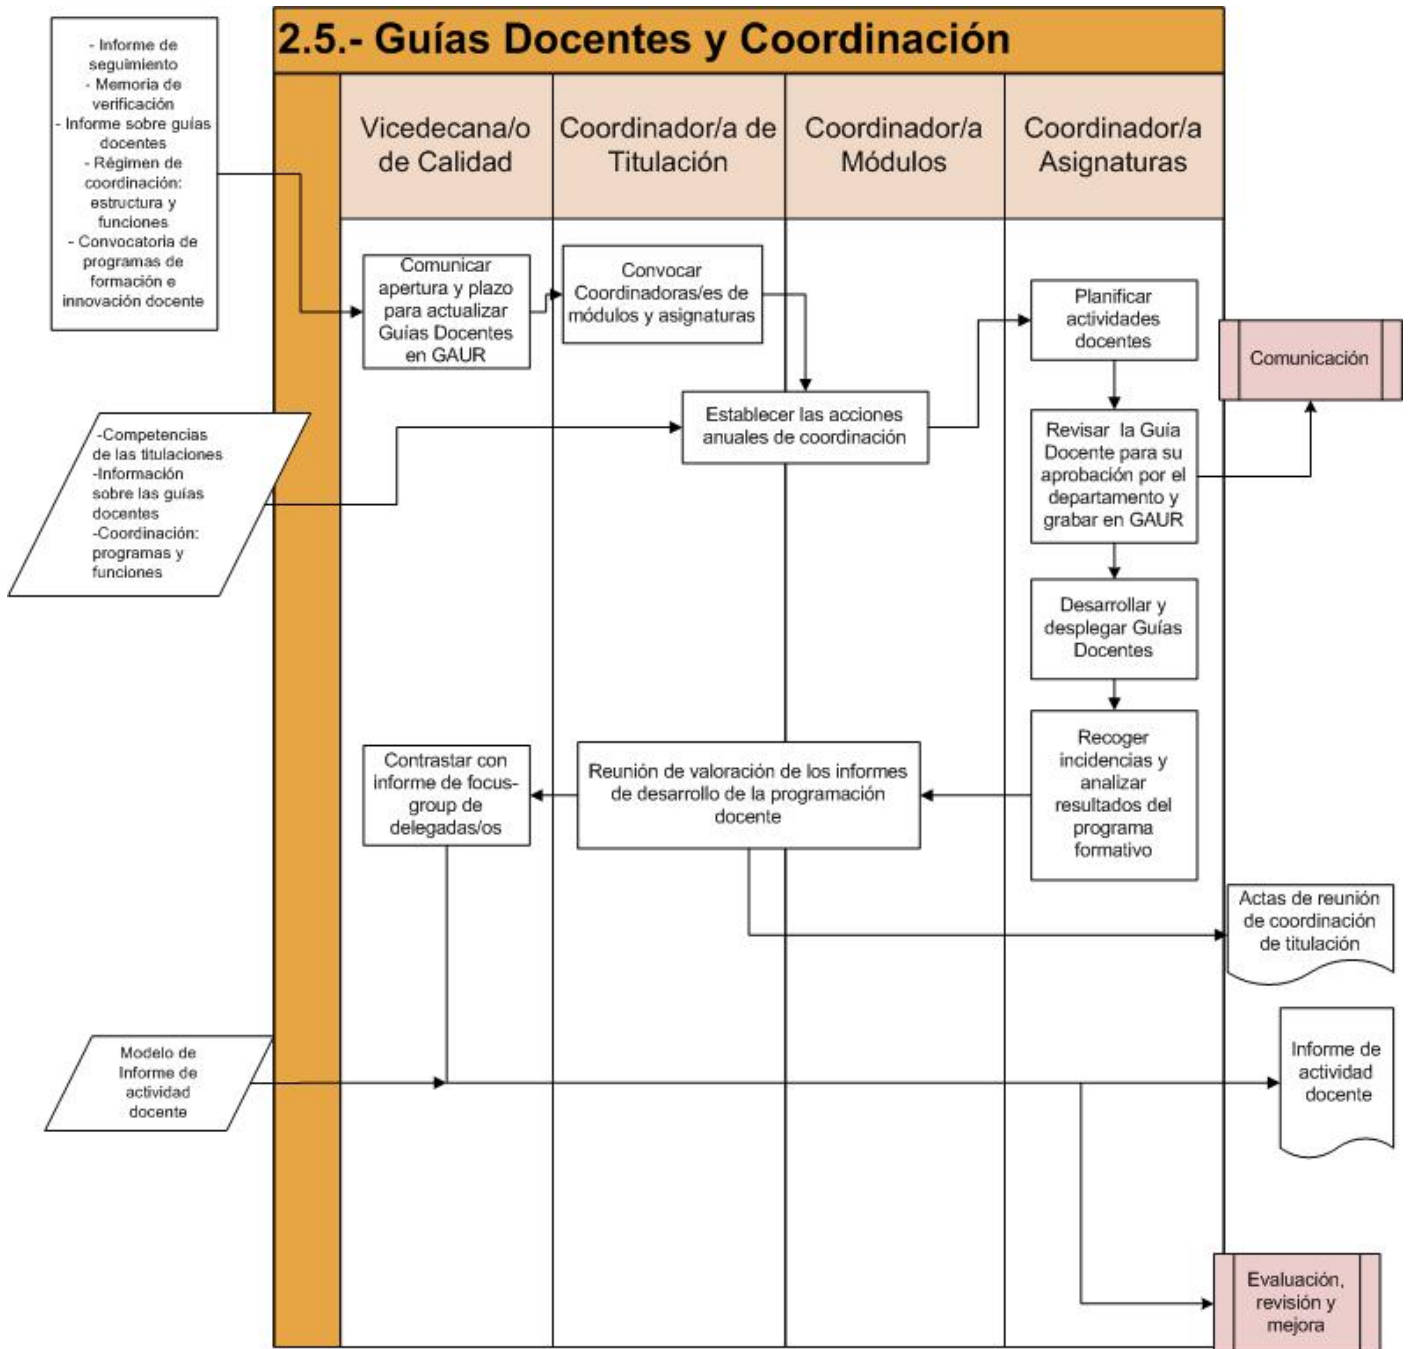 2.5.- Guías Docentes y Coordinación
- Informe de
seguimiento
- Memoria de
verificación
- Informe sobre guías
docentes
- Régimen de
coordinación:
estructura y
funciones
- Convocatoria de
programas de
formación e
innovación docente
Vicedecana/o
de Calidad
Coordinador/a de
Titulación
Coordinador/a
Módulos
Coordinador/a
Asignaturas
Comunicar
apertura y plazo
para actualizar
Guías Docentes
en GAUR
Convocar
Coordinadoras/es de
módulos y asignaturas
Planificar
actividades
docentes
Comunicación
Establecer las acciones
anuales de coordinación
-Competencias
de las titulaciones
-Información
sobre las guías
docentes
-Coordinación:
programas y
funciones
Revisar la Guía
Docente para su
aprobación por el
departamento y
grabar en GAUR
Desarrollar y
desplegar Guías
Docentes
Contrastar con
informe de focus-
group de
delegadas/os
Reunión de valoración de los informes
de desarrollo de la programación
docente
Recoger
incidencias y
analizar
resultados del
programa
formativo
Actas de reunión
de coordinación
de titulación
Modelo de
Informe de
actividad
docente
Informe de
actividad
docente
Evaluación,
revisión y
mejora